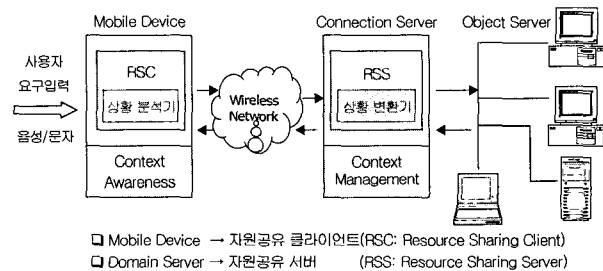 Mobile Device
Connection Server
Object Server
사용자
요구입력
음성/문자
RSC
상황 분석기
Context
Awareness
Wireless
Network
RSS
상황 변환기
Context
Management
❑ Mobile Device → 자원공유 클라이언트(RSC: Resource Sharing Client)
❑ Domain Server → 자원공유 서버 (RSS: Resource Sharing Server)